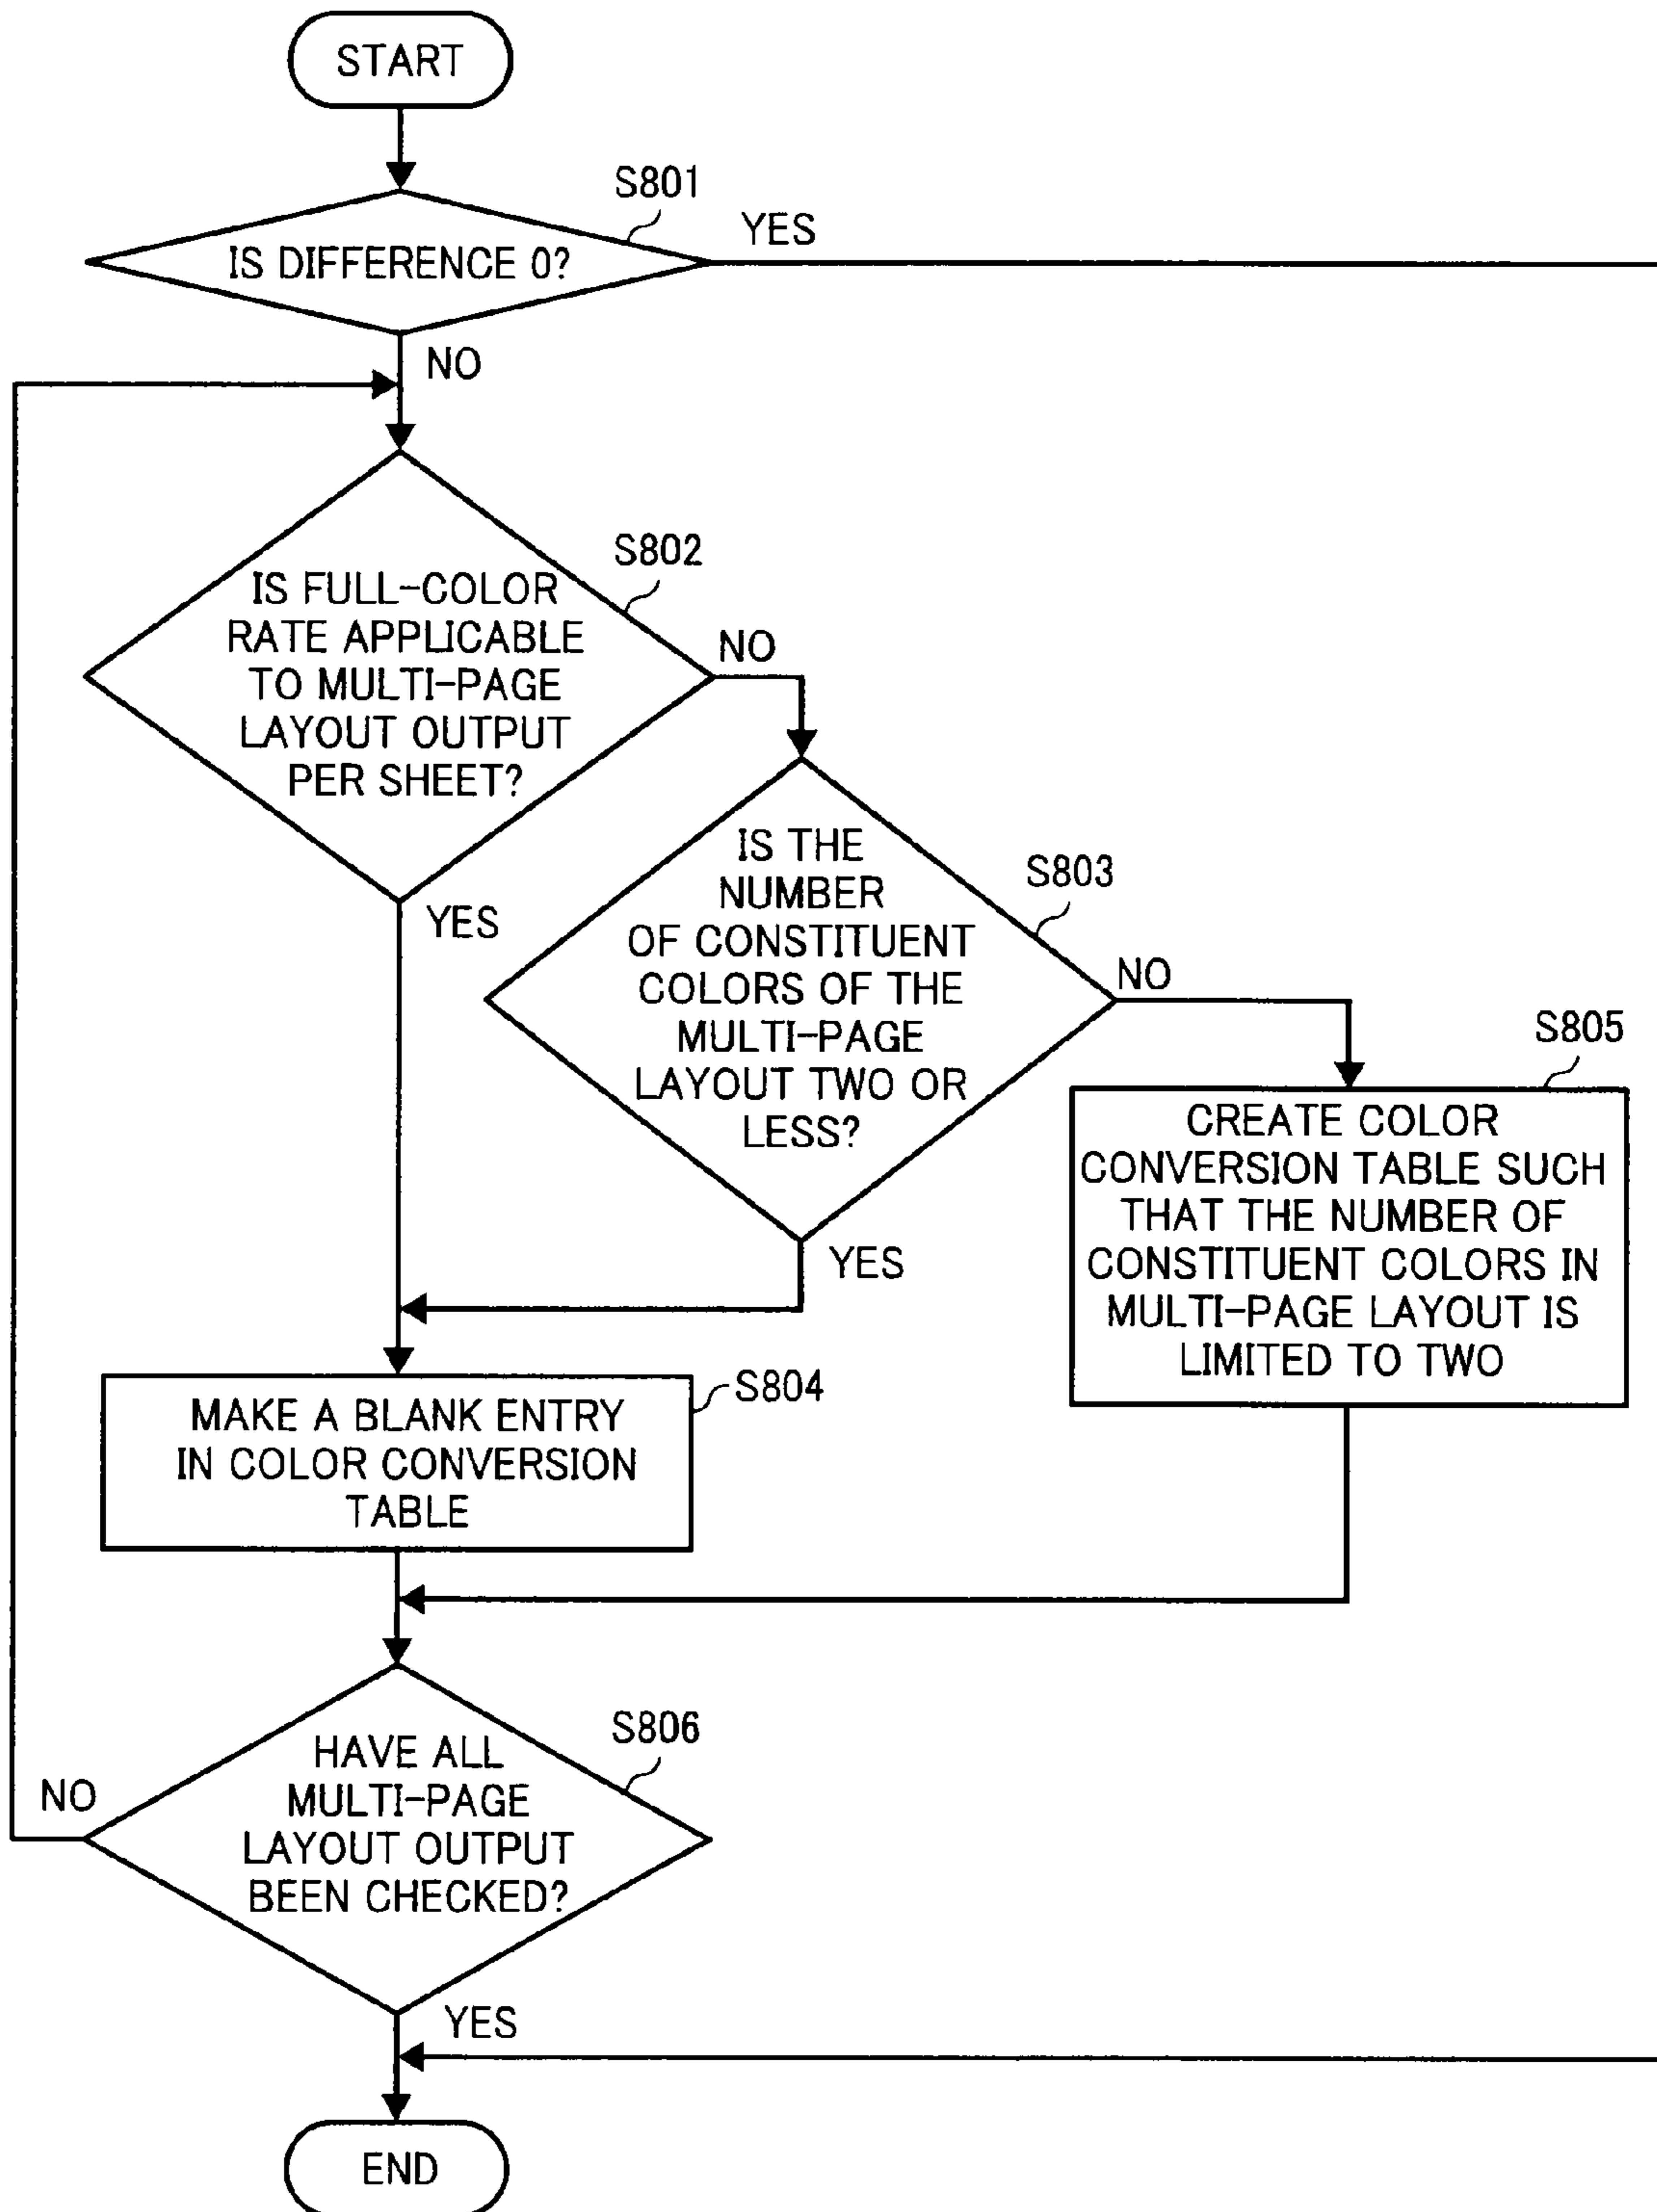 START
S801
YES
IS DIFFERENCE 0?
NO
S802
IS FULL-COLOR
RATE APPLICABLE
TO MULTI-PAGE
LAYOUT OUTPUT
PER SHEET?
NO
YES
S803
IS THE
NUMBER
OF CONSTITUENT
COLORS OF THE
MULTI-PAGE
LAYOUT TWO OR
LESS?
NO
YES
S805
CREATE COLOR
CONVERSION TABLE SUCH
THAT THE NUMBER OF
CONSTITUENT COLORS IN
MULTI-PAGE LAYOUT IS
LIMITED TO TWO
S804
MAKE A BLANK ENTRY
IN COLOR CONVERSION
TABLE
S806
HAVE ALL
MULTI-PAGE
LAYOUT OUTPUT
BEEN CHECKED?
NO
YES
END